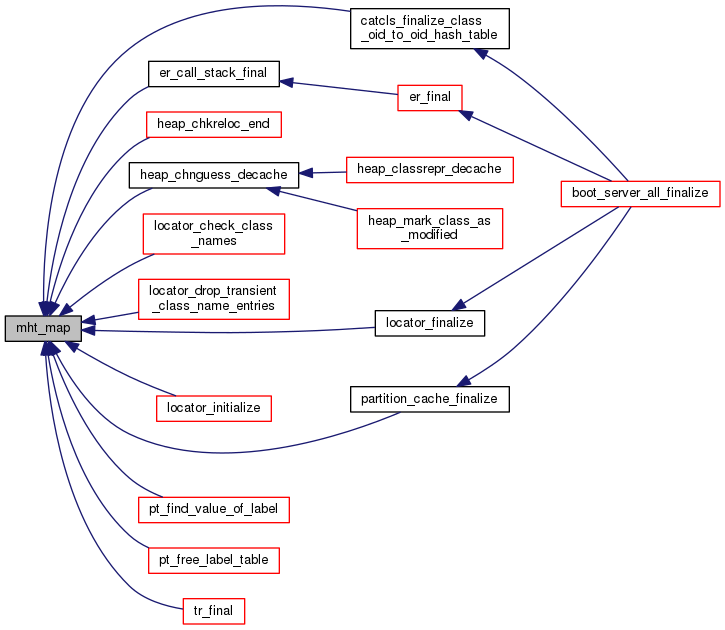 catcls_finalize_class
_oid_to_oid_hash_table
er_call_stack_final
er_final
heap_chkreloc_end
heap_chnguess_decache
heap_classrepr_decache
boot_server_all_finalize
heap_mark_class_as
_modified
locator_check_class
_names
locator_drop_transient
_class_name_entries
mht_map
locator_finalize
locator_initialize
partition_cache_finalize
pt_find_value_of_label
pt_free_label_table
tr_final